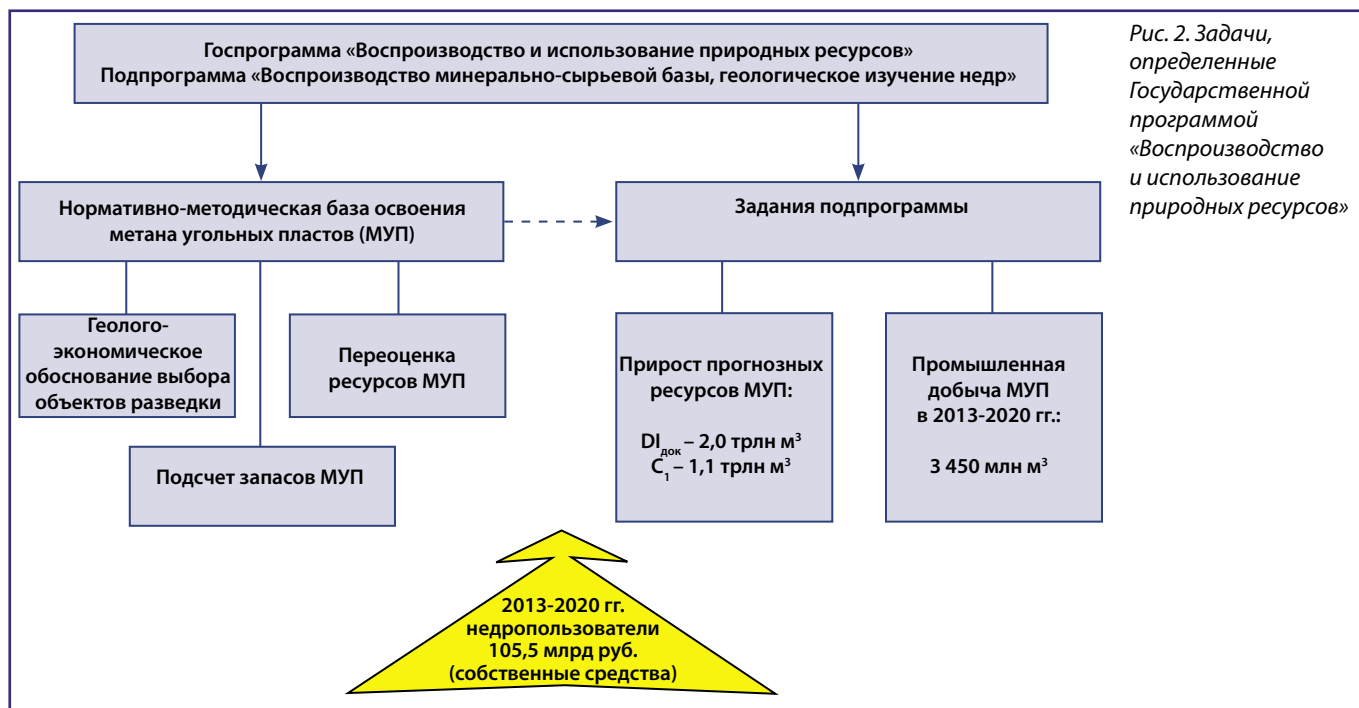 Госпрограмма «Воспроизводство и использование природных ресурсов»
Подпрограмма «Воспроизводство минерально-сырьевой базы, геологическое изучение недр»
Рис. 2. Задачи,
определенные
Государственной
программой
«Воспроизводство
и использование
природных ресурсов»
Нормативно-методическая база освоения
метана угольных пластов (МУП)
Задания подпрограммы
Геолого-
экономическое
обоснование выбора
объектов разведки
Переоценка
ресурсов МУП
Подсчет запасов МУП
Прирост прогнозных
ресурсов МУП:
DI док – 2,0 трлн м³
C₁ – 1,1 трлн м³
Промышленная
добыча МУП
в 2013-2020 гг.:
3 450 млн м³
2013-2020 гг.
недропользователи
105,5 млрд руб.
(собственные средства)